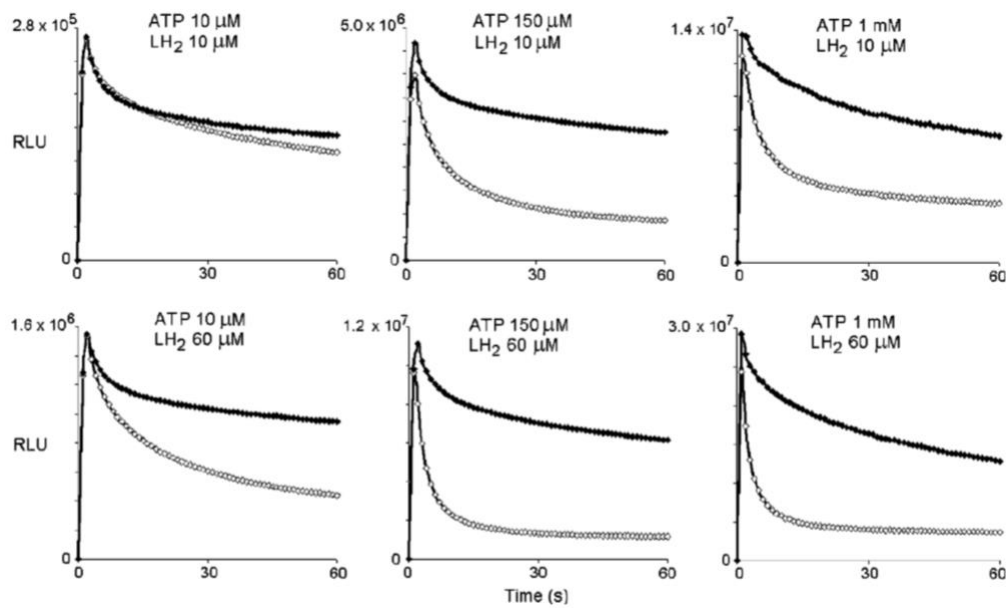 2.8 x 10⁵
ATP 10 µM
LH₂ 10 µM
RLU
0
0
30
60
5.0 x 10⁶
ATP 150 µM
LH₂ 10 µM
0
0
30
60
1.4 x 10⁷
ATP 1 mM
LH₂ 10 µM
0
0
30
60
1.6 x 10⁶
ATP 10 µM
LH₂ 60 µM
RLU
0
0
30
60
1.2 x 10⁷
ATP 150 µM
LH₂ 60 µM
0
0
30
60
3.0 x 10⁷
ATP 1 mM
LH₂ 60 µM
0
0
30
60
Time (s)